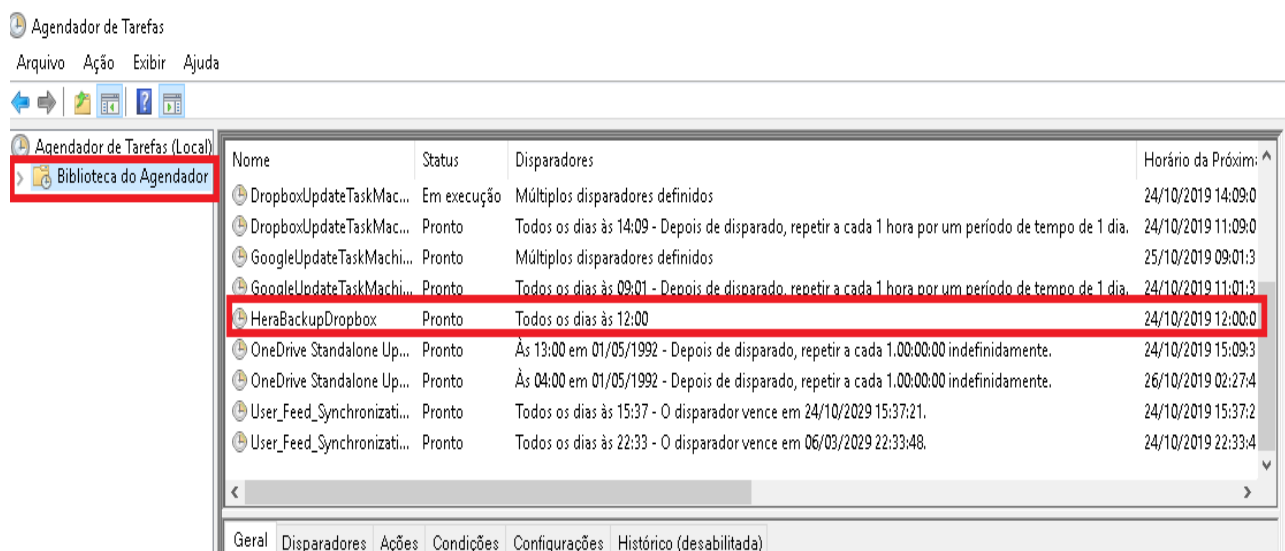 Agendador de Tarefas
Arquivo Ação Exibir Ajuda
Agendador de Tarefas (Local)
Biblioteca do Agendador
Nome Status Disparadores Horário da Próxim
DropboxUpdateTaskMac... Em execução Múltiplos disparadores definidos 24/10/2019 14:09:0
DropboxUpdateTaskMac... Pronto Todos os dias às 14:09 - Depois de disparado, repetir a cada 1 hora por um período de tempo de 1 dia. 24/10/2019 11:09:0
GoogleUpdateTaskMachi... Pronto Múltiplos disparadores definidos 25/10/2019 09:01:3
GoogleUpdateTaskMachi... Pronto Todos os dias às 09:01 - Depois de disparado, repetir a cada 1 hora por um período de tempo de 1 dia. 24/10/2019 11:01:3
HeraBackupDropbox Pronto Todos os dias às 12:00 24/10/2019 12:00:0
OneDrive Standalone Up... Pronto Às 13:00 em 01/05/1992 - Depois de disparado, repetir a cada 1.00:00:00 indefinidamente. 24/10/2019 15:09:3
OneDrive Standalone Up... Pronto Às 04:00 em 01/05/1992 - Depois de disparado, repetir a cada 1.00:00:00 indefinidamente. 26/10/2019 02:27:4
User_Feed_Synchronizati... Pronto Todos os dias às 15:37 - O disparador vence em 24/10/2029 15:37:21. 24/10/2019 15:37:2
User_Feed_Synchronizati... Pronto Todos os dias às 22:33 - O disparador vence em 06/03/2029 22:33:48. 24/10/2019 22:33:4
Geral Disparadores Ações Condições Configurações Histórico (desabilitada)